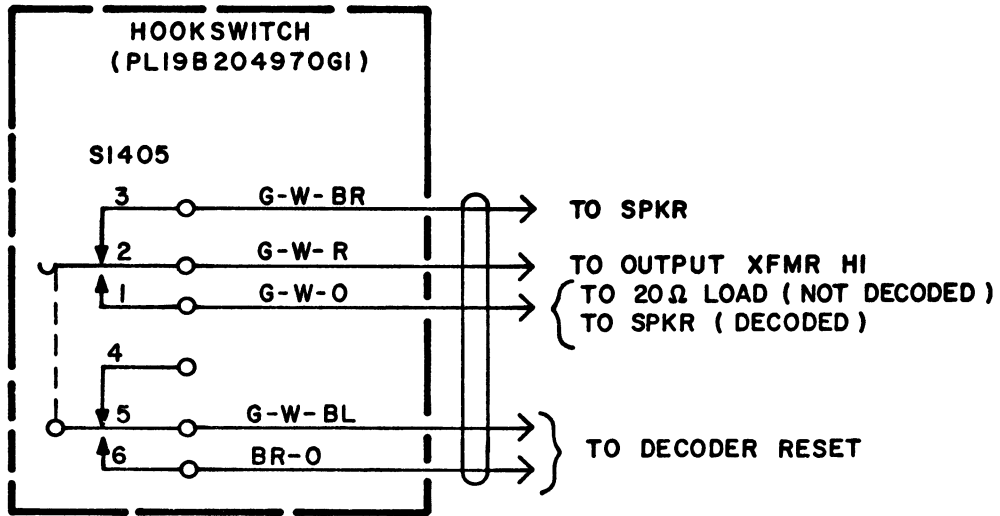 HOOKSWITCH
(PL19B204970G1)
S1405
3 G-W-BR TO SPKR
2 G-W-R TO OUTPUT XFMR HI
1 G-W-O TO 20Ω LOAD (NOT DECODED)
TO SPKR (DECODED)
4
5 G-W-BL
6 BR-O
TO DECODER RESET